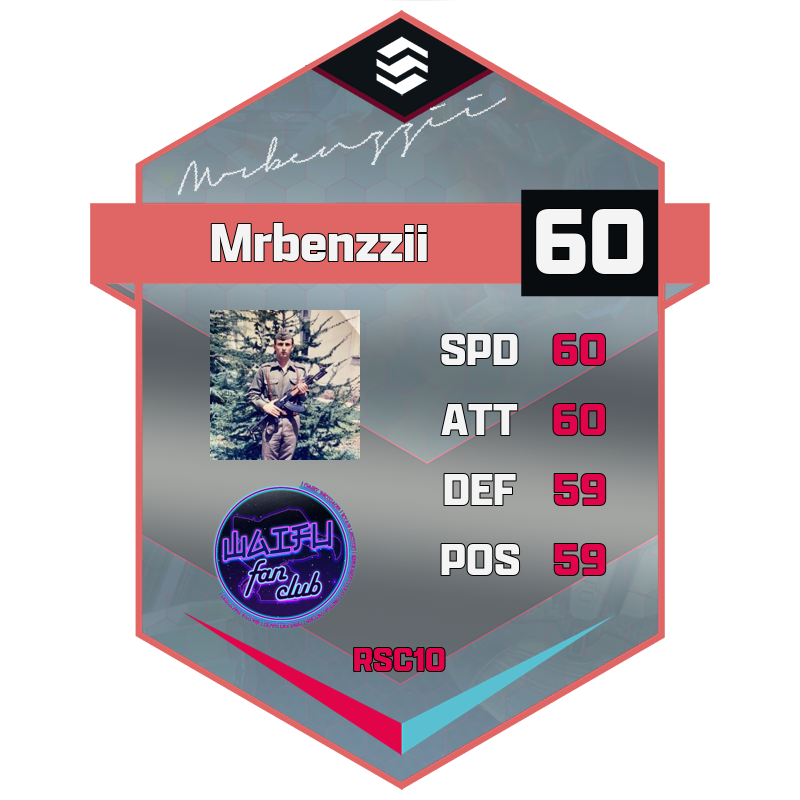 Mrbenzzii
Mrbenzzii
60
SPD 60
ATT 60
DEF 59
POS 59
WAIFU
fan
club
RSC10